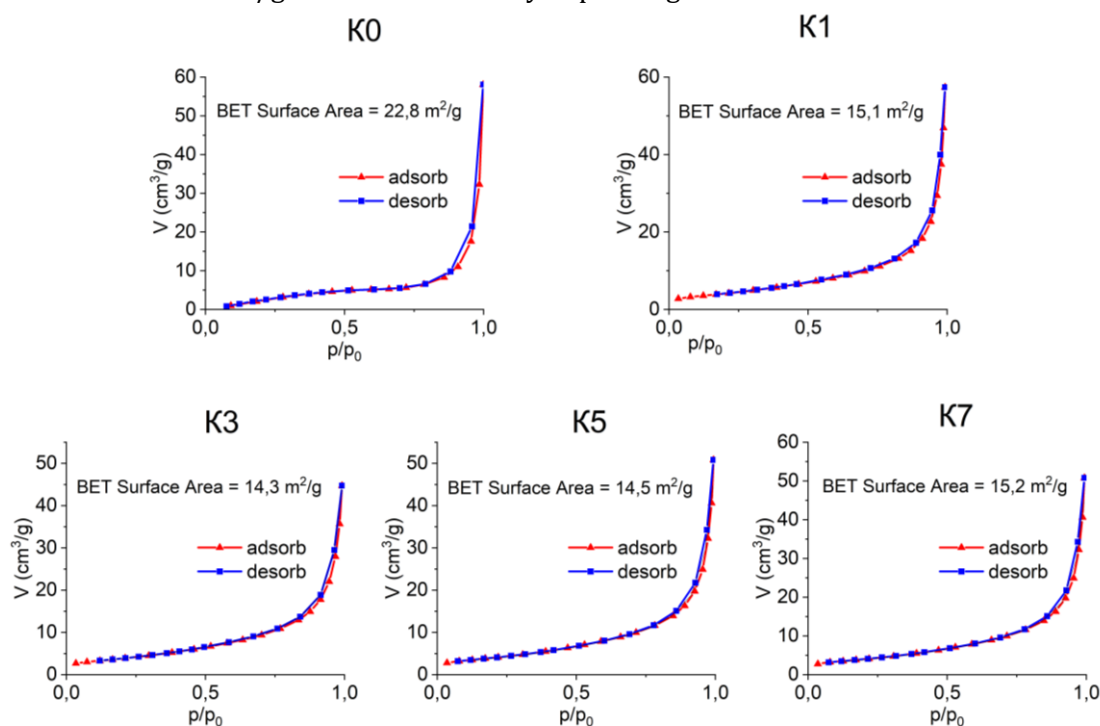 K0
60
50
40
30
20
10
0
V (cm³/g)
BET Surface Area = 22,8 m²/g
adsorb
desorb
0,0 0,5 1,0
p/p₀
K1
60
40
20
0
V (cm³/g)
BET Surface Area = 15,1 m²/g
adsorb
desorb
0,0 0,5 1,0
p/p₀
K3
50
40
30
20
10
0
V (cm³/g)
BET Surface Area = 14,3 m²/g
adsorb
desorb
0,0 0,5 1,0
p/p₀
K5
50
40
30
20
10
0
V (cm³/g)
BET Surface Area = 14,5 m²/g
adsorb
desorb
0,0 0,5 1,0
p/p₀
K7
60
50
40
30
20
10
0
V (cm³/g)
BET Surface Area = 15,2 m²/g
adsorb
desorb
0,0 0,5 1,0
p/p₀